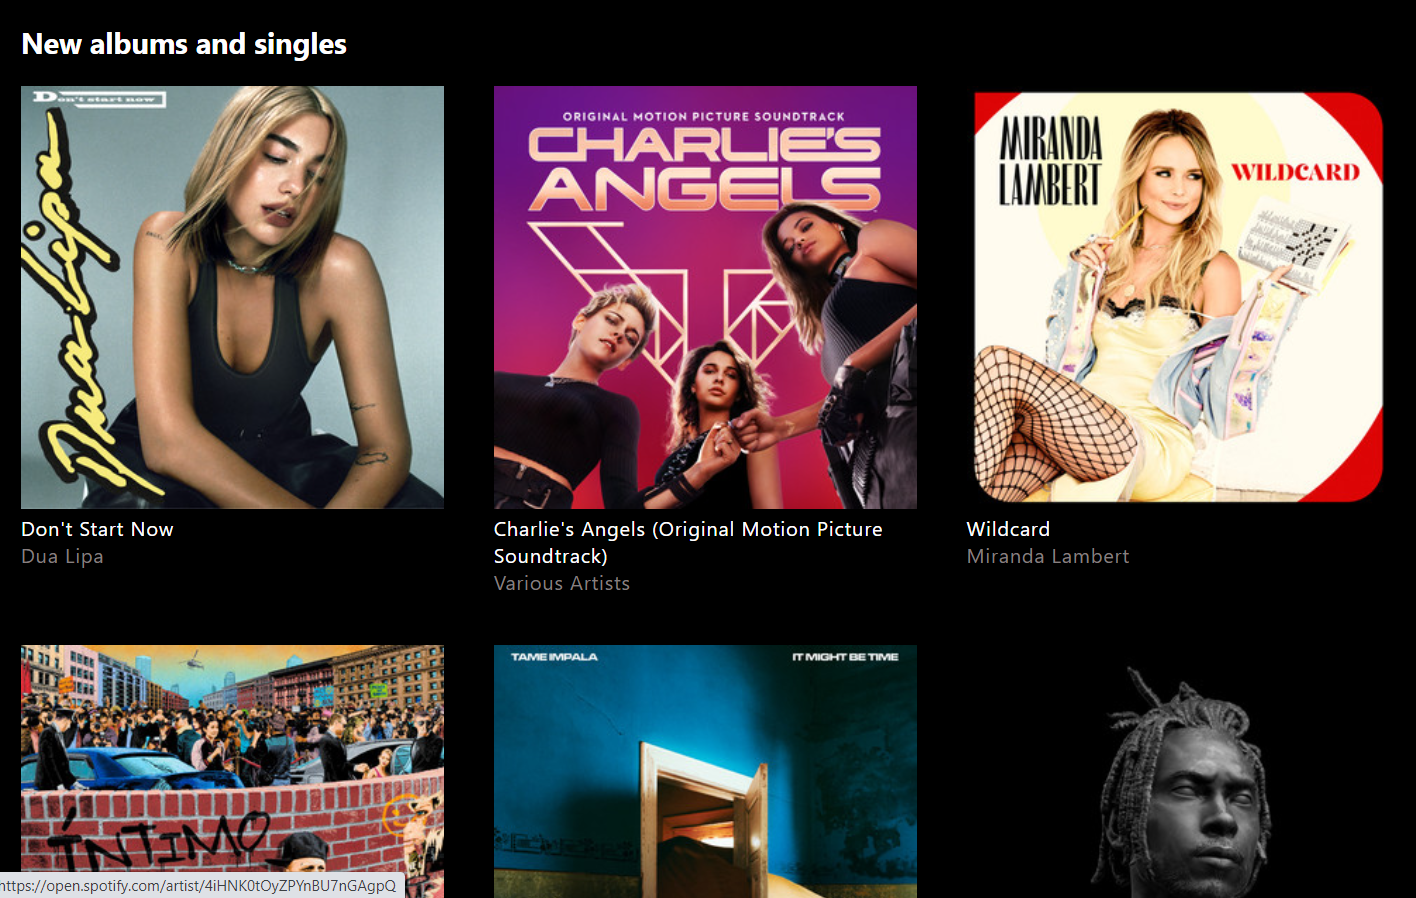 New albums and singles
Don't start now
Dua Lipa
ORIGINAL MOTION PICTURE SOUNDTRACK
CHARLIE'S
ANGELS
MIRANDA
LAMBERT
WILDCARD
Don't Start Now
Dua Lipa
Charlie's Angels (Original Motion Picture
Soundtrack)
Various Artists
Wildcard
Miranda Lambert
TAME IMPALA
IT MIGHT BE TIME
ÍNTIMO
https://open.spotify.com/artist/4iHNK0tOyZPYnBU7nGAgpQ